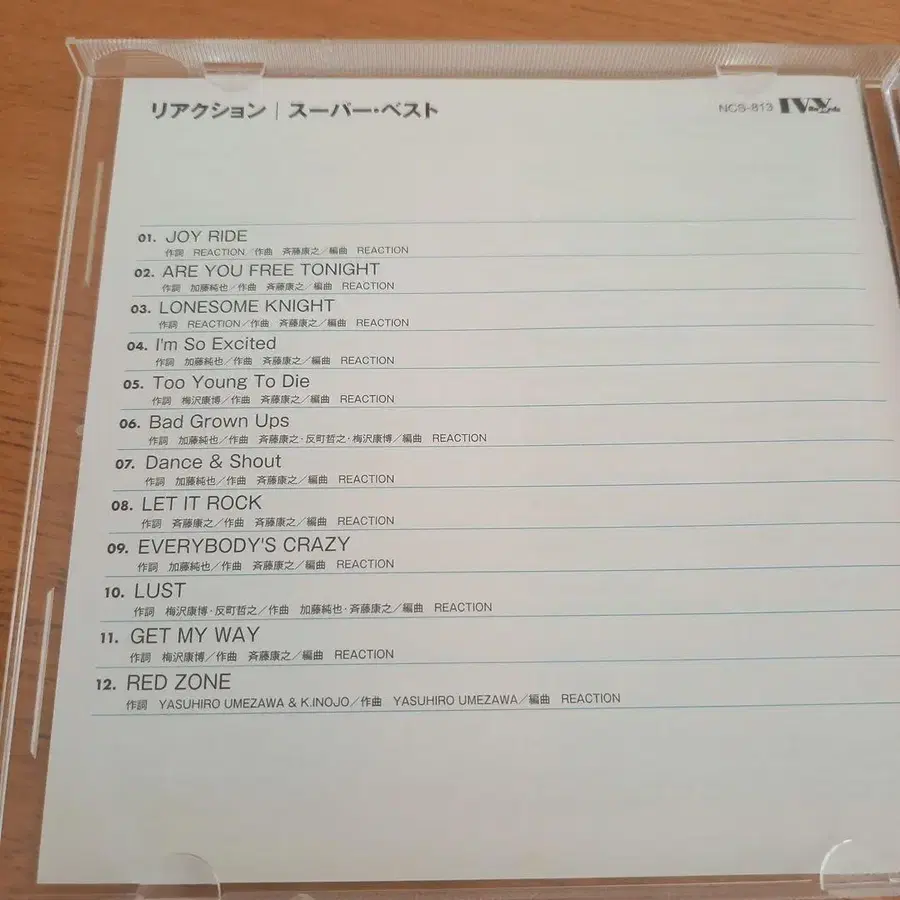 リアクション｜スーパー・ベスト
NCS-813 IVY Records
01. JOY RIDE
作詞 REACTION／作曲 斉藤康之／編曲 REACTION
02. ARE YOU FREE TONIGHT
作詞 加藤純也／作曲 斉藤康之／編曲 REACTION
03. LONESOME KNIGHT
作詞 REACTION／作曲 斉藤康之／編曲 REACTION
04. I'm So Excited
作詞 加藤純也／作曲 斉藤康之／編曲 REACTION
05. Too Young To Die
作詞 梅沢康博／作曲 斉藤康之／編曲 REACTION
06. Bad Grown Ups
作詞 加藤純也／作曲 斉藤康之・反町哲之・梅沢康博／編曲 REACTION
07. Dance & Shout
作詞 加藤純也／作曲 斉藤康之／編曲 REACTION
08. LET IT ROCK
作詞 斉藤康之／作曲 斉藤康之／編曲 REACTION
09. EVERYBODY'S CRAZY
作詞 加藤純也／作曲 斉藤康之／編曲 REACTION
10. LUST
作詞 梅沢康博・反町哲之／作曲 加藤純也・斉藤康之／編曲 REACTION
11. GET MY WAY
作詞 梅沢康博／作曲 斉藤康之／編曲 REACTION
12. RED ZONE
作詞 YASUHIRO UMEZAWA & K.INOJO／作曲 YASUHIRO UMEZAWA／編曲 REACTION